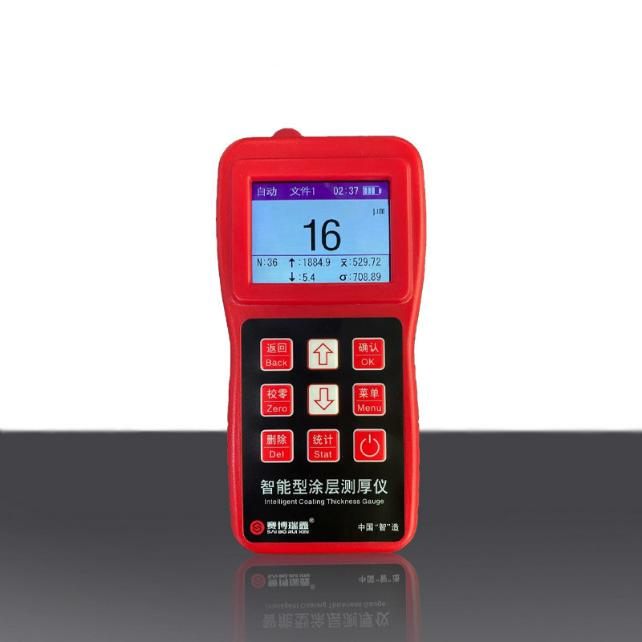 自动 文件1 02:37
μm
16
N:36 ↑:1884.9 x̄:529.72
↓:5.4 σ:708.89
返回 确认
Back OK
校零 菜单
Zero Menu
删除 统计
Del Stat
智能型涂层测厚仪
Intelligent Coating Thickness Gauge
赛博瑞鑫®
SAI BO RUI XIN
中国“智”造